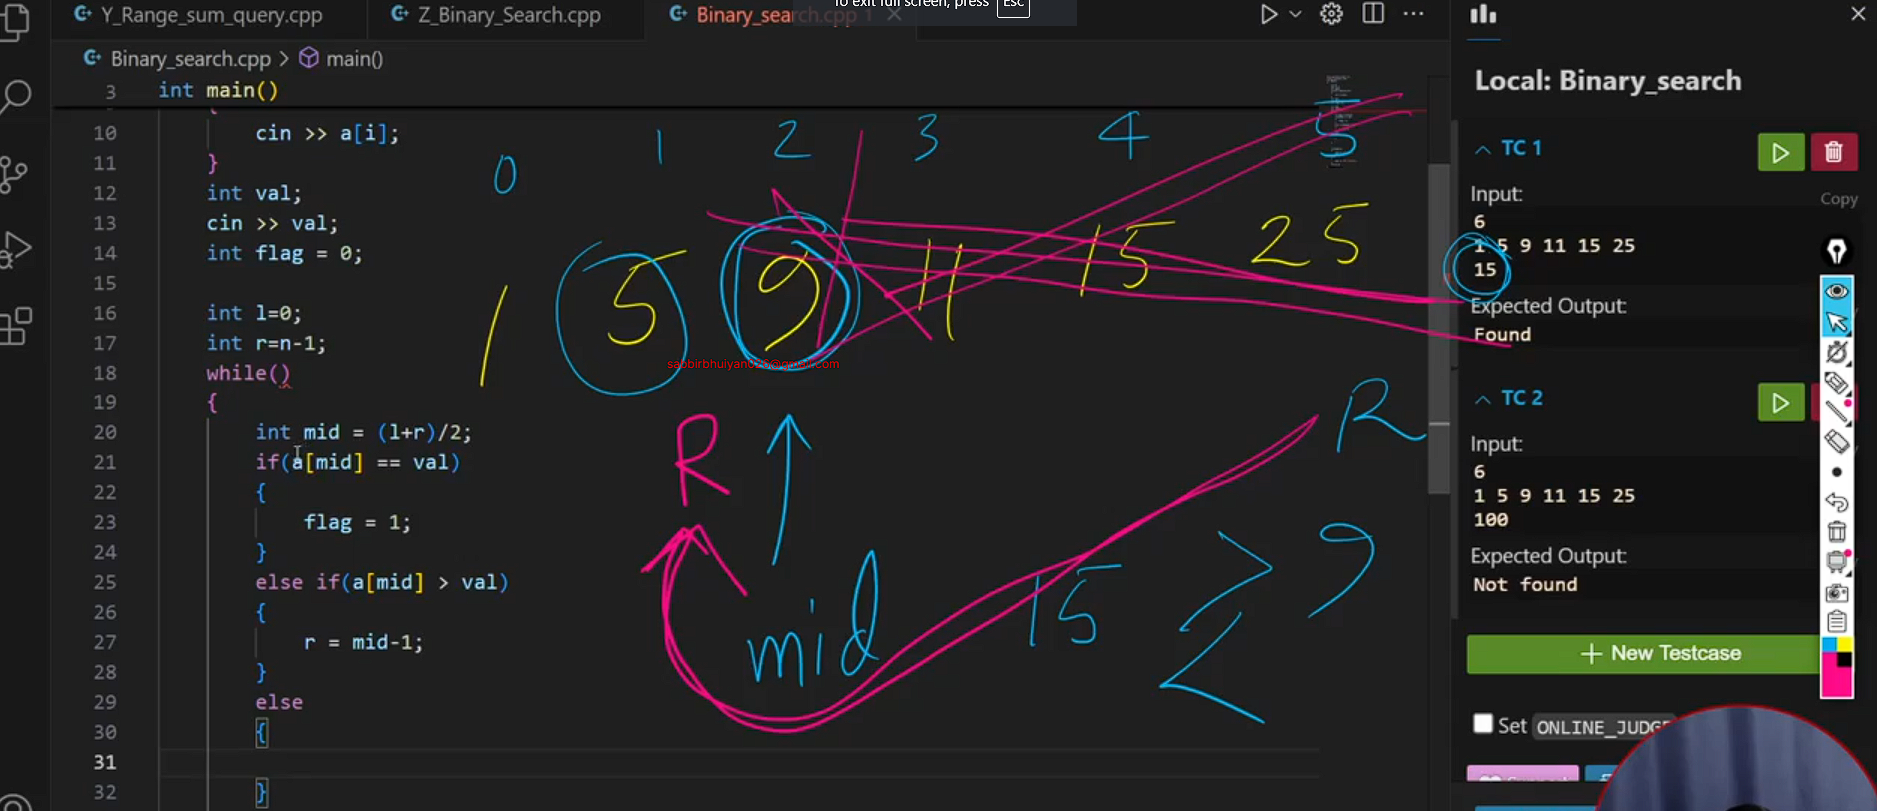 To exit full screen, press Esc
Y_Range_sum_query.cpp
Z_Binary_Search.cpp
Binary_search.cpp 1
Binary_search.cpp > main()
3 int main()
10 cin >> a[i];
11 }
12 int val;
13 cin >> val;
14 int flag = 0;
15
16 int l=0;
17 int r=n-1;
18 while()
19 {
20 int mid = (l+r)/2;
21 if(a[mid] == val)
22 {
23 flag = 1;
24 }
25 else if(a[mid] > val)
26 {
27 r = mid-1;
28 }
29 else
30 {
31
32 }
0 1 2 3 4 5
1 5 9 11 15 25
R
R
mid
15 > 9
Local: Binary_search
TC 1
Input:
Copy
6
1 5 9 11 15 25
15
Expected Output:
Found
TC 2
Input:
6
1 5 9 11 15 25
100
Expected Output:
Not found
+ New Testcase
Set ONLINE_JUDGE